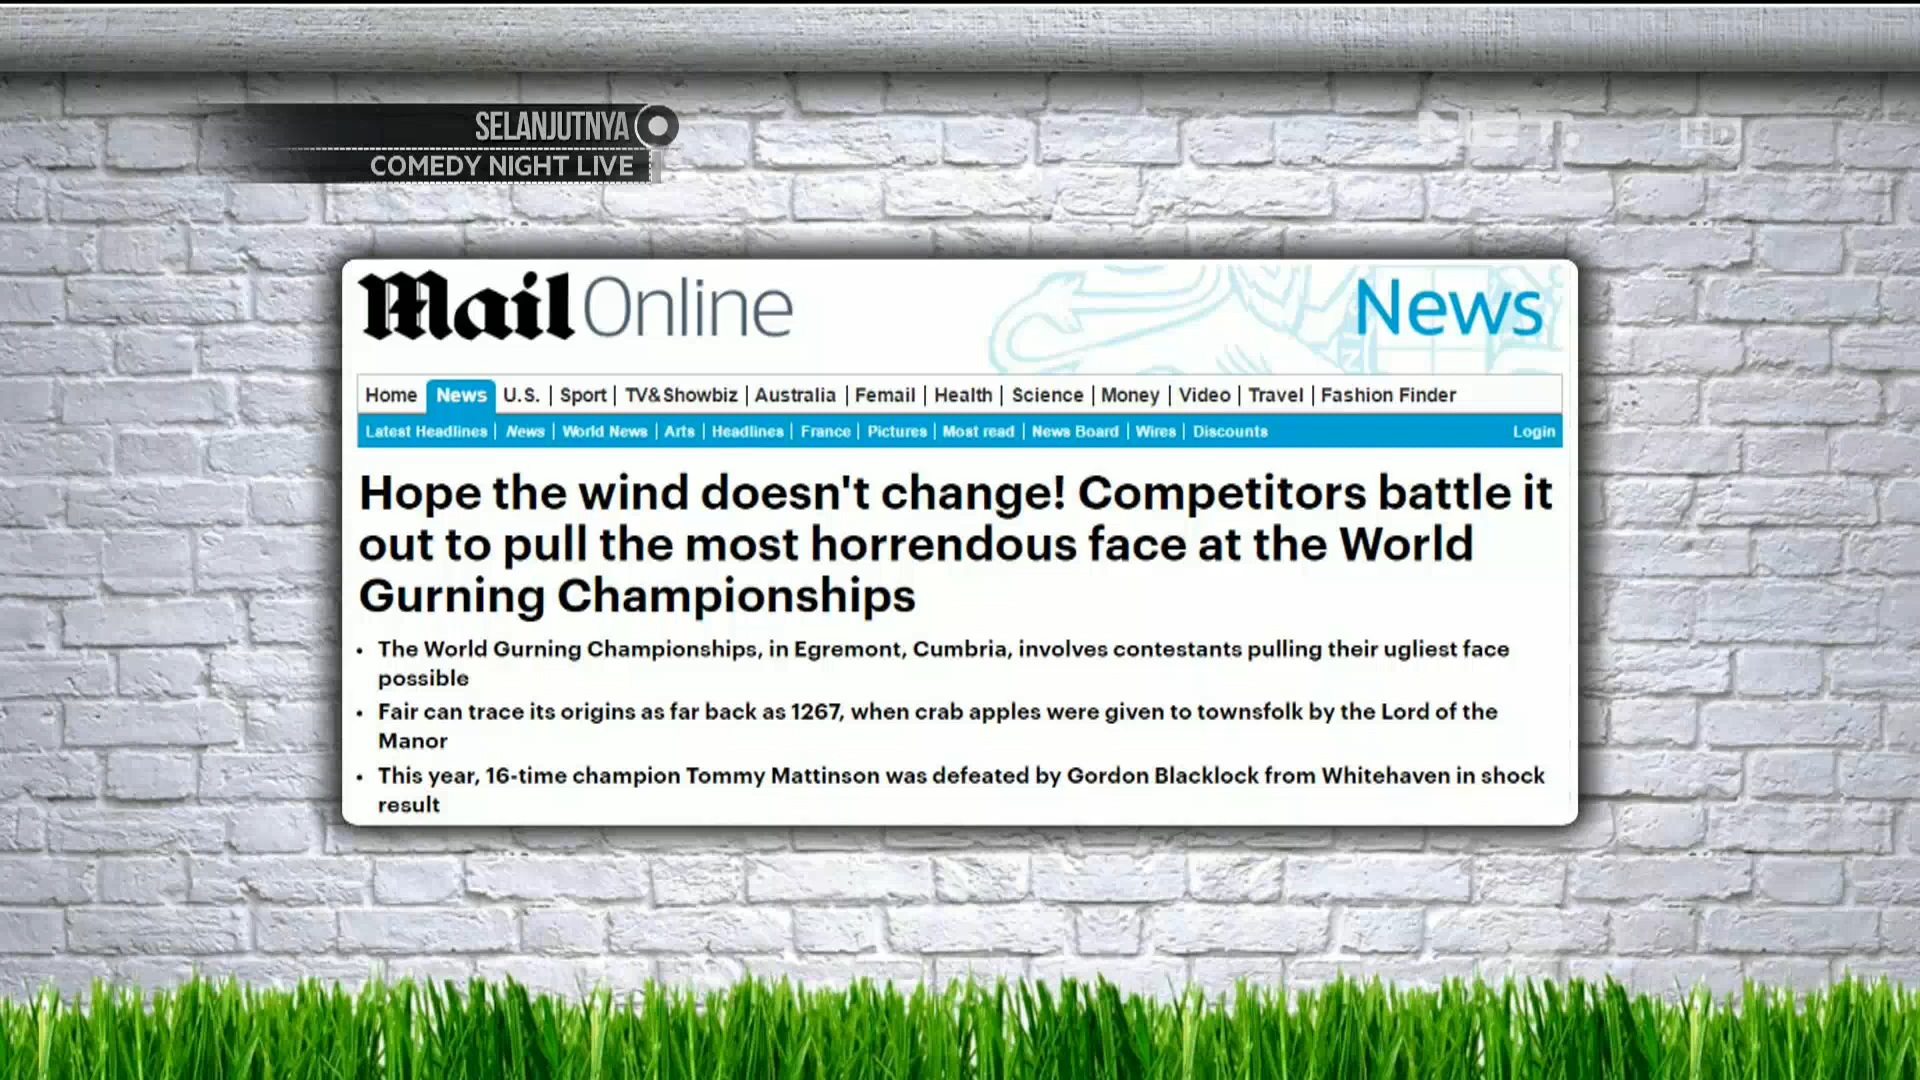 SELANJUTNYA
COMEDY NIGHT LIVE
NET.
HD
Mail Online
News
Home News U.S. | Sport | TV&Showbiz | Australia | Femail | Health | Science | Money | Video | Travel | Fashion Finder
Latest Headlines | News | World News | Arts | Headlines | France | Pictures | Most read | News Board | Wires | Discounts Login
Hope the wind doesn't change! Competitors battle it
out to pull the most horrendous face at the World
Gurning Championships
• The World Gurning Championships, in Egremont, Cumbria, involves contestants pulling their ugliest face
possible
• Fair can trace its origins as far back as 1267, when crab apples were given to townsfolk by the Lord of the
Manor
• This year, 16-time champion Tommy Mattinson was defeated by Gordon Blacklock from Whitehaven in shock
result